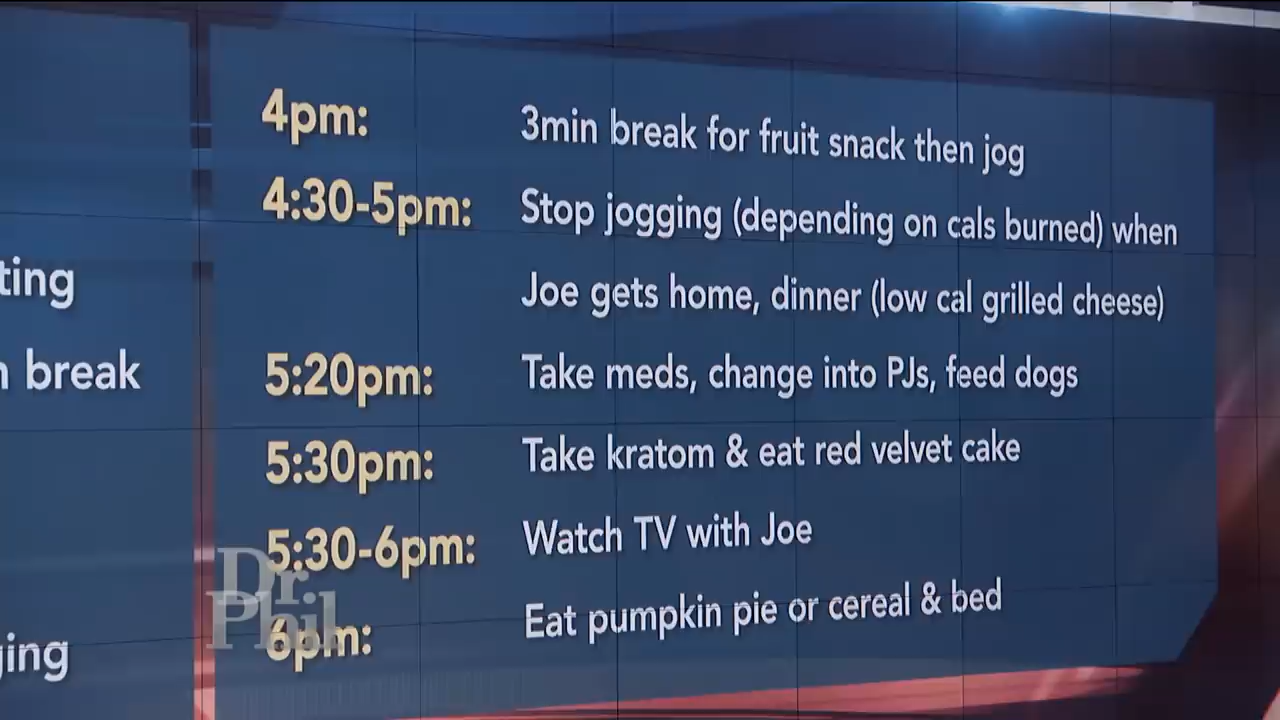 ting
n break
ging
4pm: 3min break for fruit snack then jog
4:30-5pm: Stop jogging (depending on cals burned) when
Joe gets home, dinner (low cal grilled cheese)
5:20pm: Take meds, change into PJs, feed dogs
5:30pm: Take kratom & eat red velvet cake
5:30-6pm: Watch TV with Joe
6pm: Eat pumpkin pie or cereal & bed
Dr.
Phil